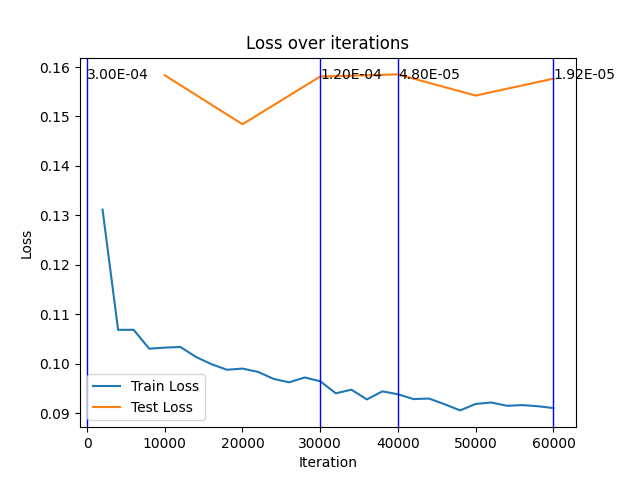 Loss over iterations
0.16
0.15
0.14
0.13
0.12
0.11
0.10
0.09
Loss
3.00E-04
1.20E-04
4.80E-05
1.92E-05
Train Loss
Test Loss
0
10000
20000
30000
40000
50000
60000
Iteration